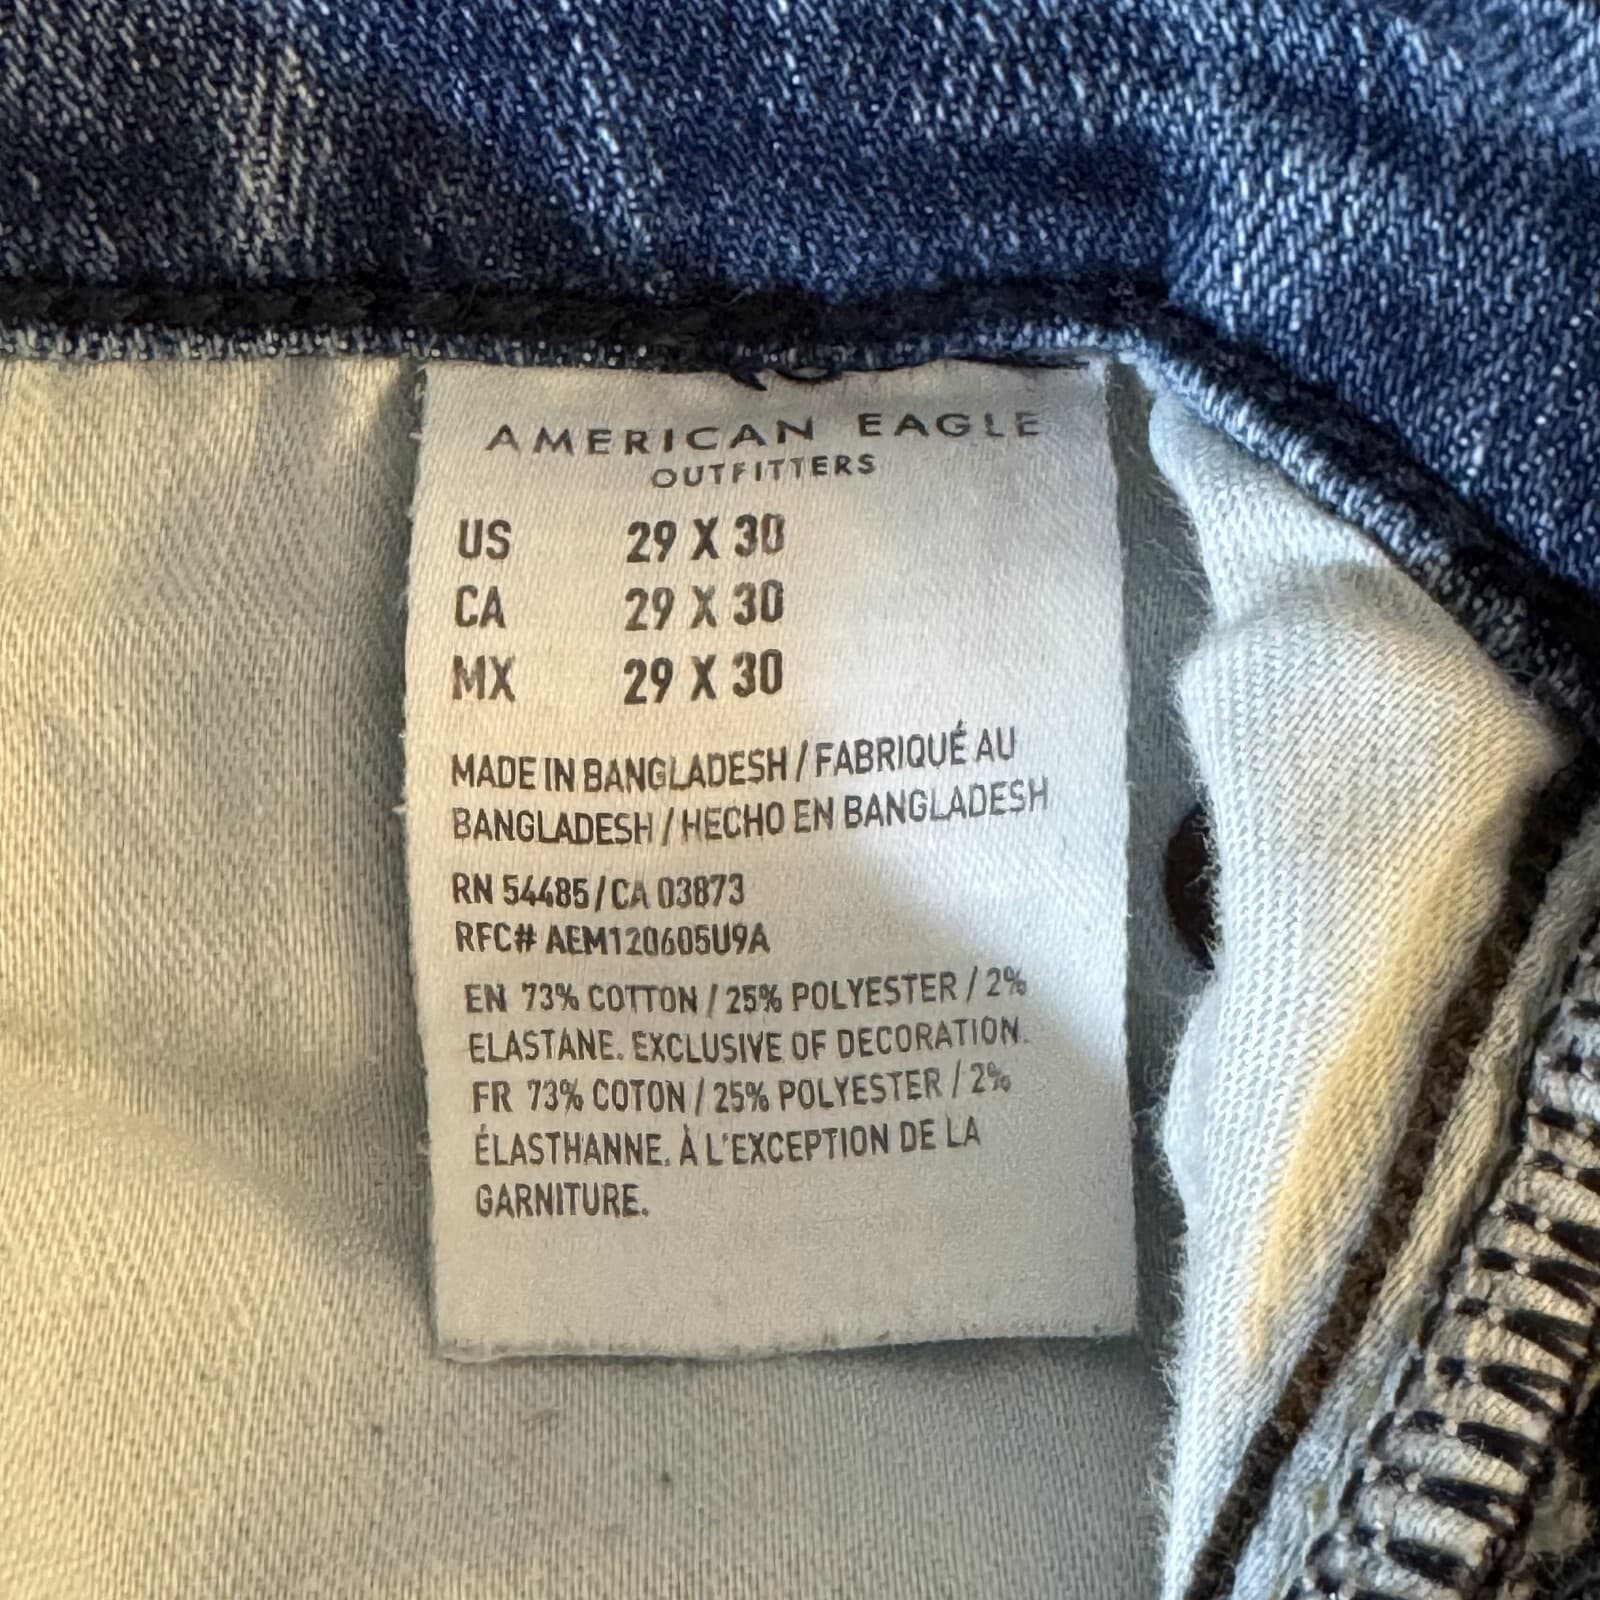 AMERICAN EAGLE
OUTFITTERS
US 29 X 30
CA 29 X 30
MX 29 X 30
MADE IN BANGLADESH / FABRIQUÉ AU
BANGLADESH / HECHO EN BANGLADESH
RN 54485 / CA 03873
RFC# AEM120605U9A
EN 73% COTTON / 25% POLYESTER / 2%
ELASTANE. EXCLUSIVE OF DECORATION.
FR 73% COTON / 25% POLYESTER / 2%
ÉLASTHANNE. À L'EXCEPTION DE LA
GARNITURE.